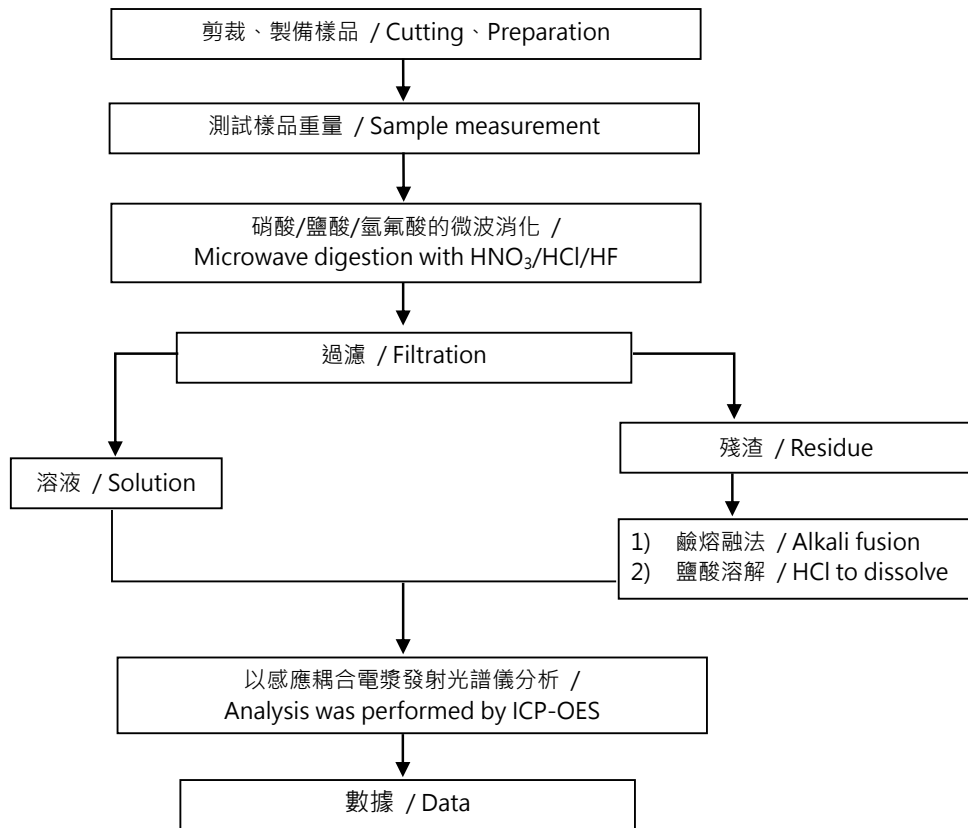 剪裁、製備樣品 / Cutting、Preparation
測試樣品重量 / Sample measurement
硝酸/鹽酸/氫氟酸的微波消化 /
Microwave digestion with HNO₃/HCl/HF
過濾 / Filtration
溶液 / Solution
殘渣 / Residue
1) 鹼熔融法 / Alkali fusion
2) 鹽酸溶解 / HCl to dissolve
以感應耦合電漿發射光譜儀分析 /
Analysis was performed by ICP-OES
數據 / Data